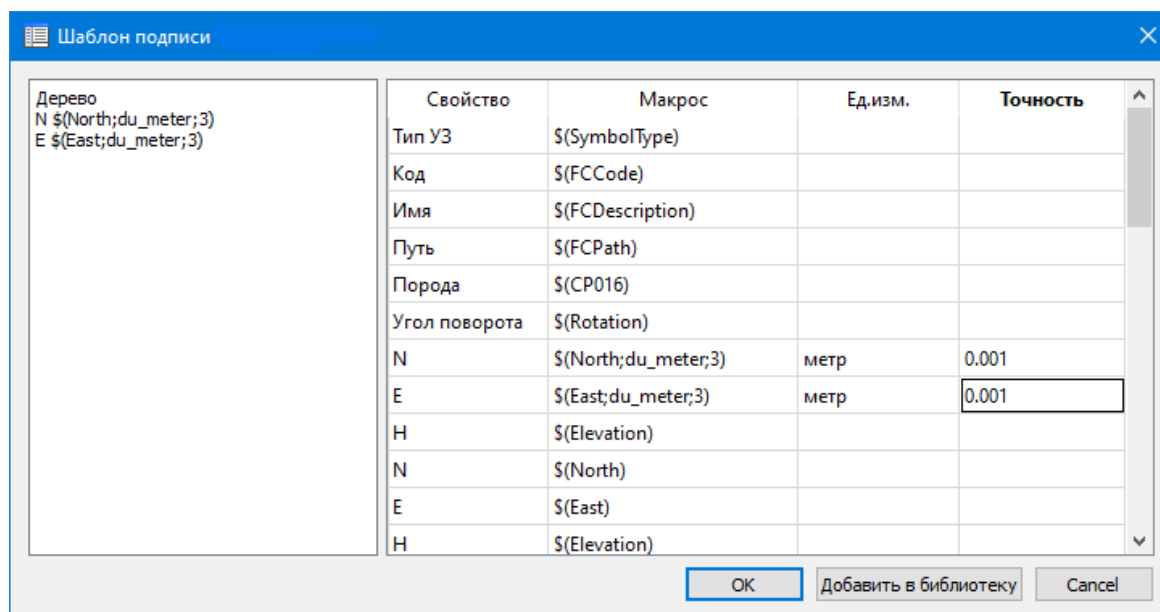 Шаблон подписи
Дерево
N $(North;du_meter;3)
E $(East;du_meter;3)
Свойство Макрос Ед.изм. Точность
Тип УЗ $(SymbolType)
Код $(FCCode)
Имя $(FCDescription)
Путь $(FCPath)
Порода $(CP016)
Угол поворота $(Rotation)
N $(North;du_meter;3) метр 0.001
E $(East;du_meter;3) метр 0.001
H $(Elevation)
N $(North)
E $(East)
H $(Elevation)
OK Добавить в библиотеку Cancel